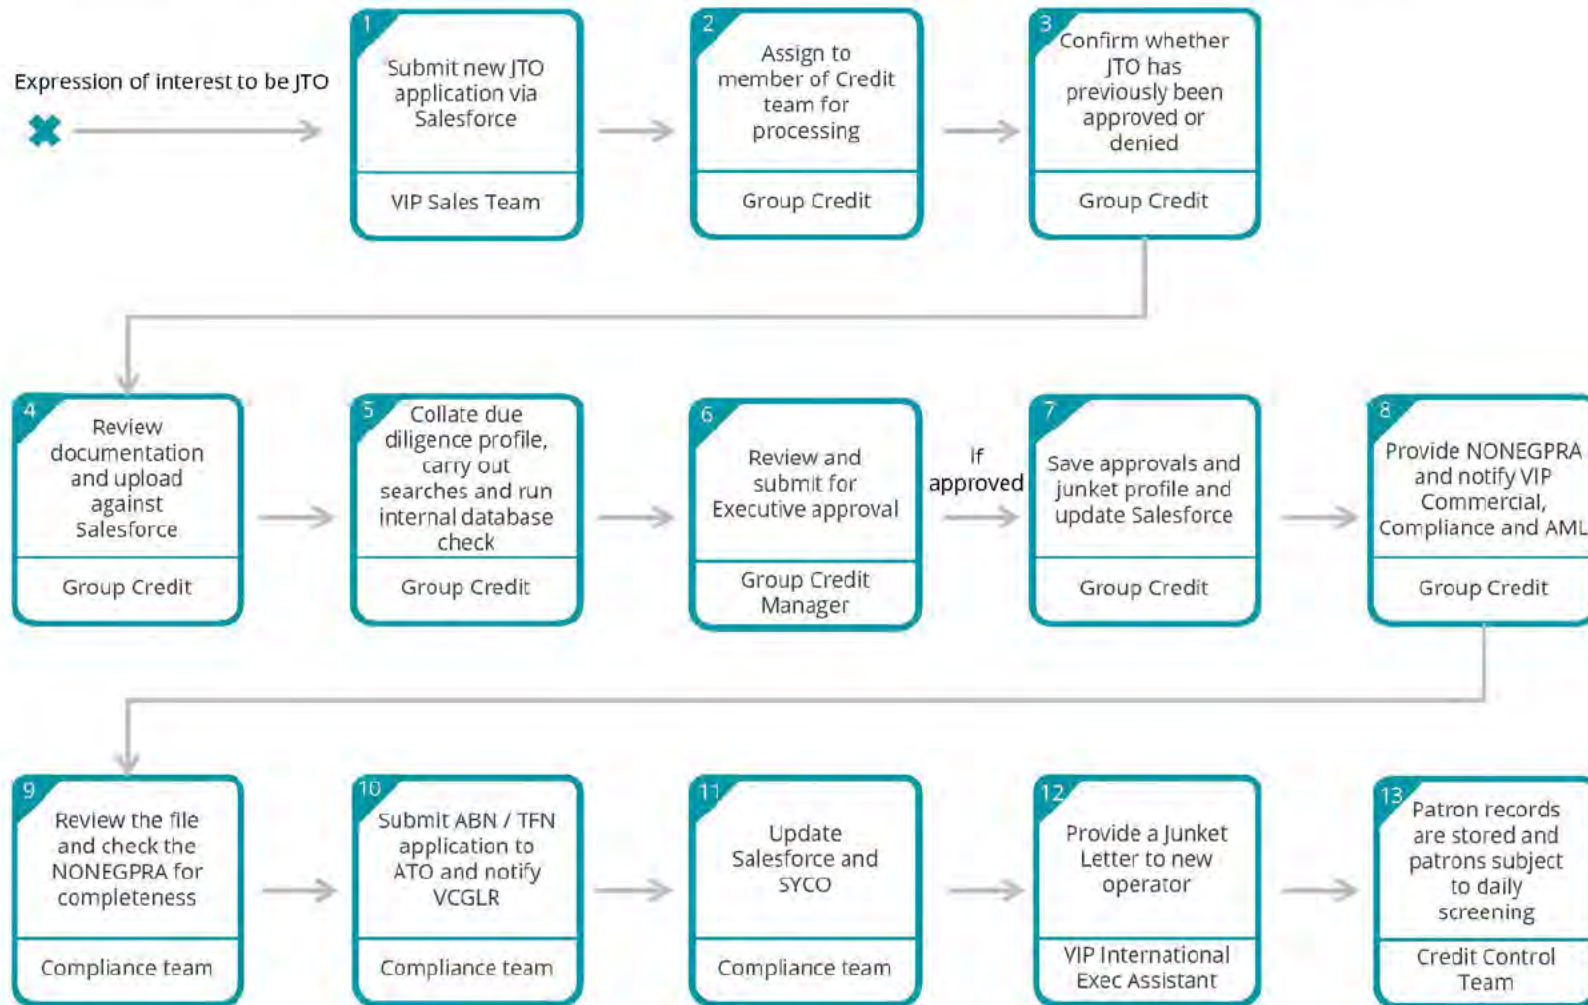 Expression of interest to be JTO
1
Submit new JTO
application via
Salesforce
VIP Sales Team
2
Assign to
member of Credit
team for
processing
Group Credit
3
Confirm whether
JTO has
previously been
approved or
denied
Group Credit
4
Review
documentation
and upload
against
Salesforce
Group Credit
5
Collate due
diligence profile,
carry out
searches and run
internal database
check
Group Credit
6
Review and
submit for
Executive approval
Group Credit
Manager
If
approved
7
Save approvals and
junket profile and
update Salesforce
Group Credit
8
Provide NONEGPRA
and notify VIP
Commercial,
Compliance and AML
Group Credit
9
Review the file
and check the
NONEGPRA for
completeness
Compliance team
10
Submit ABN / TFN
application to
ATO and notify
VCGLR
Compliance team
11
Update
Salesforce and
SYCO
Compliance team
12
Provide a Junket
Letter to new
operator
VIP International
Exec Assistant
13
Patron records
are stored and
patrons subject
to daily
screening
Credit Control
Team